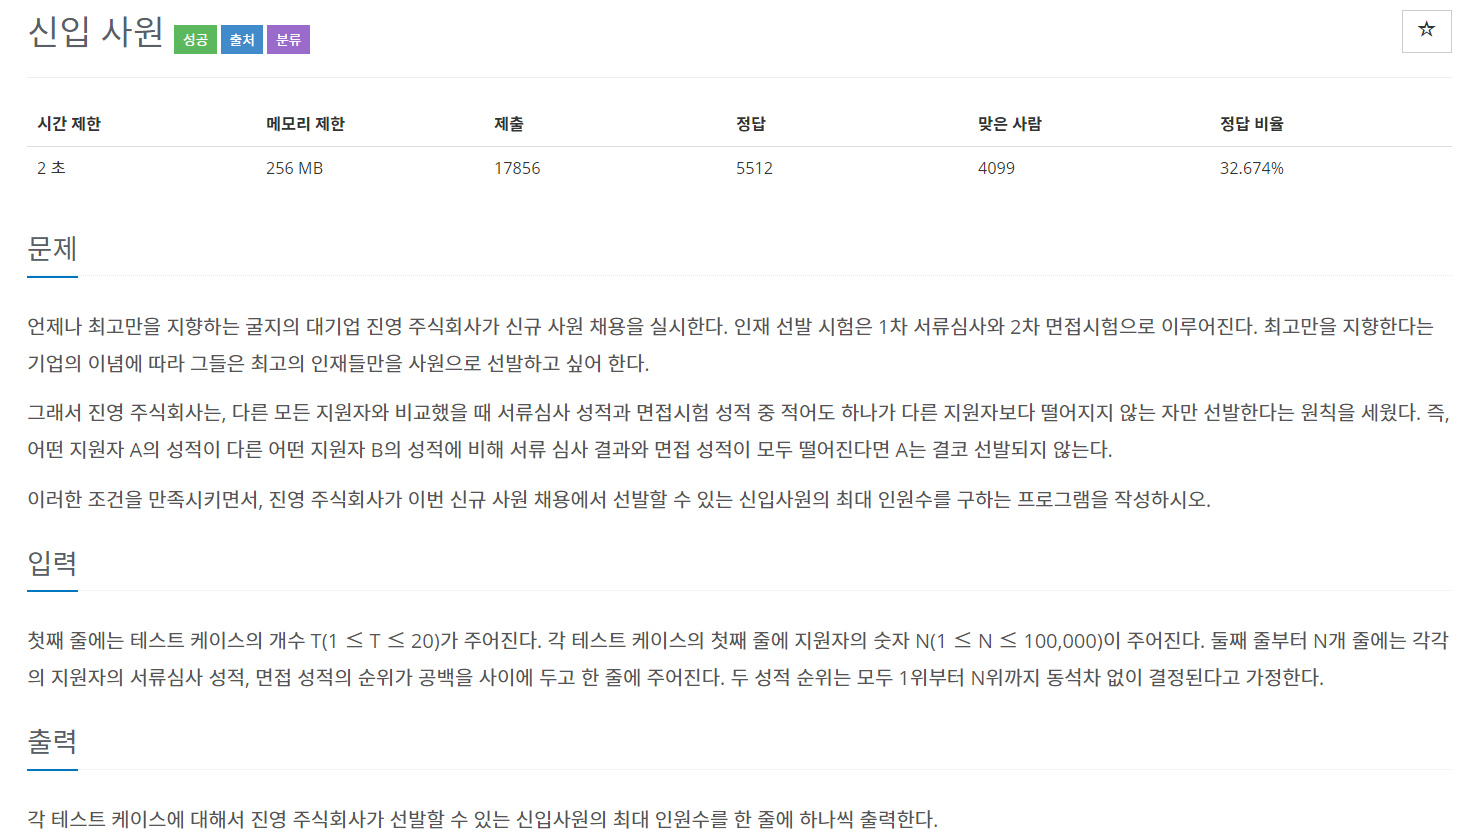 신입 사원 성공 출처 분류
☆
시간 제한 메모리 제한 제출 정답 맞은 사람 정답 비율
2 초 256 MB 17856 5512 4099 32.674%
문제
언제나 최고만을 지향하는 굴지의 대기업 진영 주식회사가 신규 사원 채용을 실시한다. 인재 선발 시험은 1차 서류심사와 2차 면접시험으로 이루어진다. 최고만을 지향한다는
기업의 이념에 따라 그들은 최고의 인재들만을 사원으로 선발하고 싶어 한다.
그래서 진영 주식회사는, 다른 모든 지원자와 비교했을 때 서류심사 성적과 면접시험 성적 중 적어도 하나가 다른 지원자보다 떨어지지 않는 자만 선발한다는 원칙을 세웠다. 즉,
어떤 지원자 A의 성적이 다른 어떤 지원자 B의 성적에 비해 서류 심사 결과와 면접 성적이 모두 떨어진다면 A는 결코 선발되지 않는다.
이러한 조건을 만족시키면서, 진영 주식회사가 이번 신규 사원 채용에서 선발할 수 있는 신입사원의 최대 인원수를 구하는 프로그램을 작성하시오.
입력
첫째 줄에는 테스트 케이스의 개수 T(1 ≤ T ≤ 20)가 주어진다. 각 테스트 케이스의 첫째 줄에 지원자의 숫자 N(1 ≤ N ≤ 100,000)이 주어진다. 둘째 줄부터 N개 줄에는 각각
의 지원자의 서류심사 성적, 면접 성적의 순위가 공백을 사이에 두고 한 줄에 주어진다. 두 성적 순위는 모두 1위부터 N위까지 동석차 없이 결정된다고 가정한다.
출력
각 테스트 케이스에 대해서 진영 주식회사가 선발할 수 있는 신입사원의 최대 인원수를 한 줄에 하나씩 출력한다.